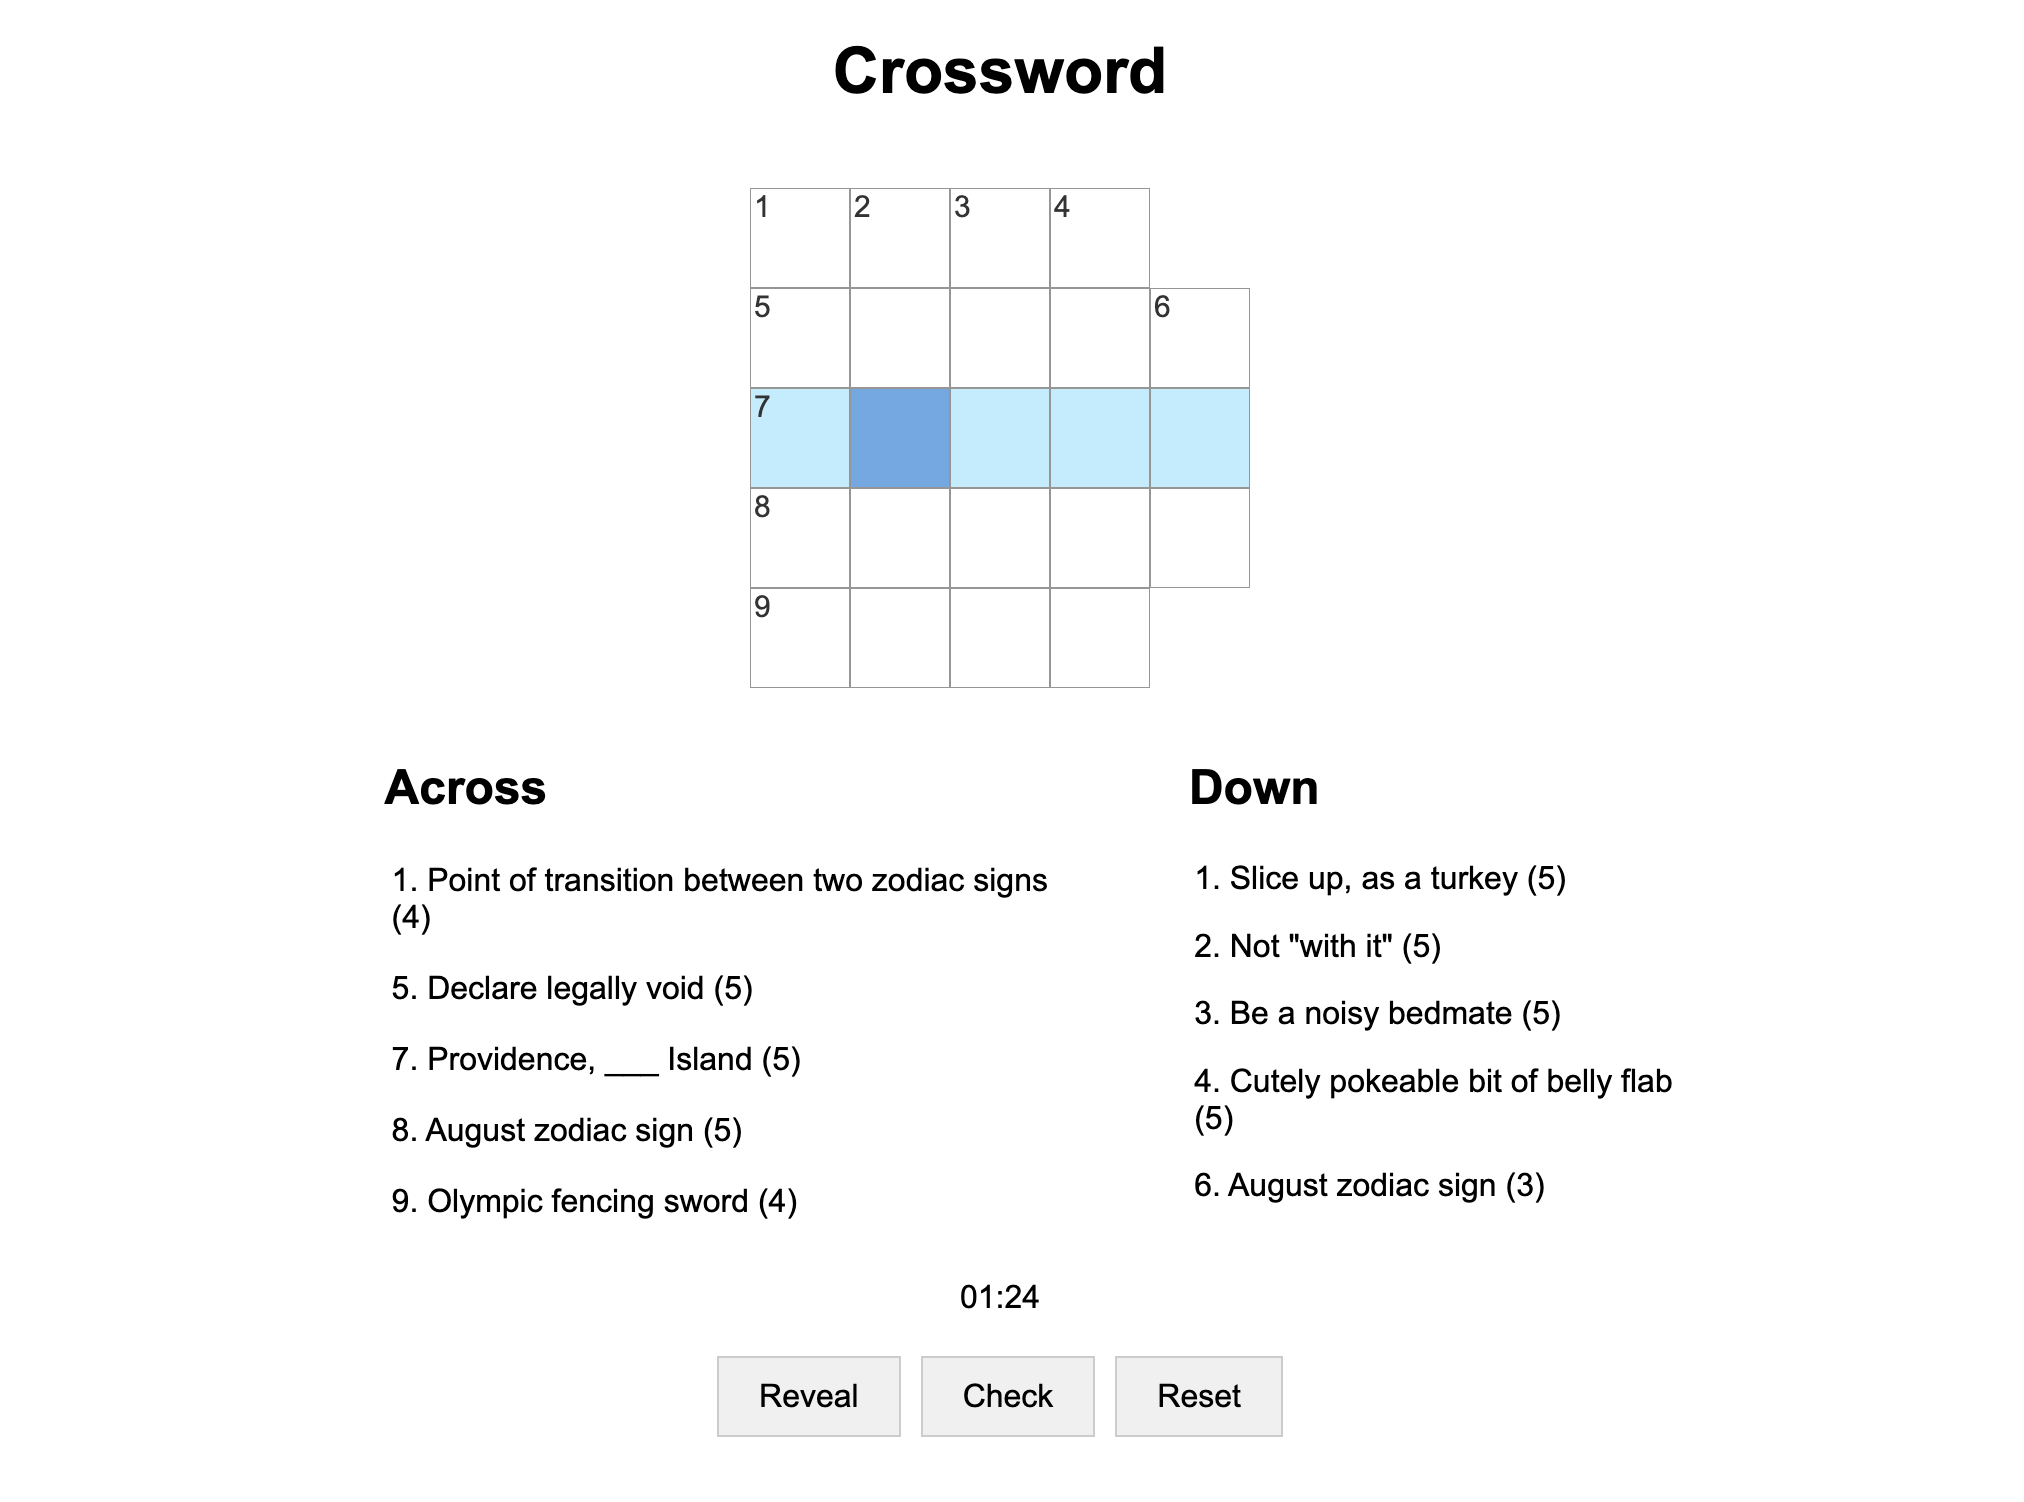 Crossword
1 2 3 4
5 6
7
8
9
Across
1. Point of transition between two zodiac signs
(4)
5. Declare legally void (5)
7. Providence, ___ Island (5)
8. August zodiac sign (5)
9. Olympic fencing sword (4)
Down
1. Slice up, as a turkey (5)
2. Not "with it" (5)
3. Be a noisy bedmate (5)
4. Cutely pokeable bit of belly flab
(5)
6. August zodiac sign (3)
01:24
Reveal Check Reset